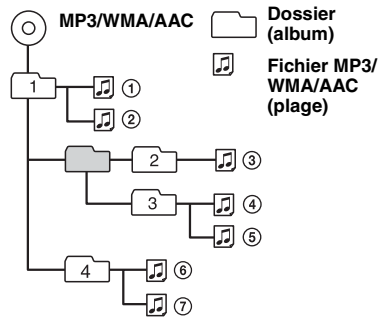 MP3/WMA/AAC
Dossier
(album)
Fichier MP3/
WMA/AAC
(plage)
1
①
②
2
③
3
④
⑤
4
⑥
⑦